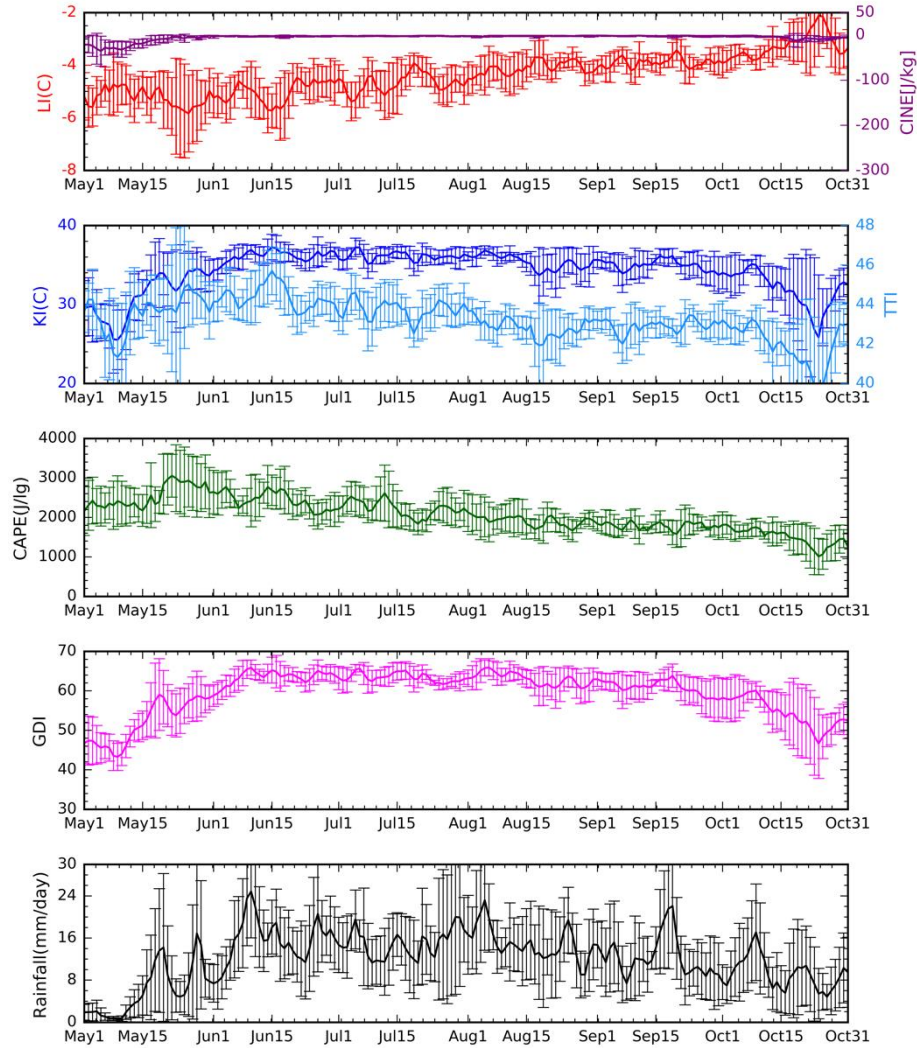 -2
-4
-6
-8
LI(C)
50
0
-100
-200
-300
CINE[J/kg]
May1 May15 Jun1 Jun15 Jul1 Jul15 Aug1 Aug15 Sep1 Sep15 Oct1 Oct15 Oct31
40
30
20
KI(C)
48
46
44
42
40
TTI
May1 May15 Jun1 Jun15 Jul1 Jul15 Aug1 Aug15 Sep1 Sep15 Oct1 Oct15 Oct31
4000
3000
2000
1000
0
CAPE(J/lg)
May1 May15 Jun1 Jun15 Jul1 Jul15 Aug1 Aug15 Sep1 Sep15 Oct1 Oct15 Oct31
70
60
50
40
30
GDI
May1 May15 Jun1 Jun15 Jul1 Jul15 Aug1 Aug15 Sep1 Sep15 Oct1 Oct15 Oct31
30
24
16
8
0
Rainfall(mm/day)
May1 May15 Jun1 Jun15 Jul1 Jul15 Aug1 Aug15 Sep1 Sep15 Oct1 Oct15 Oct31